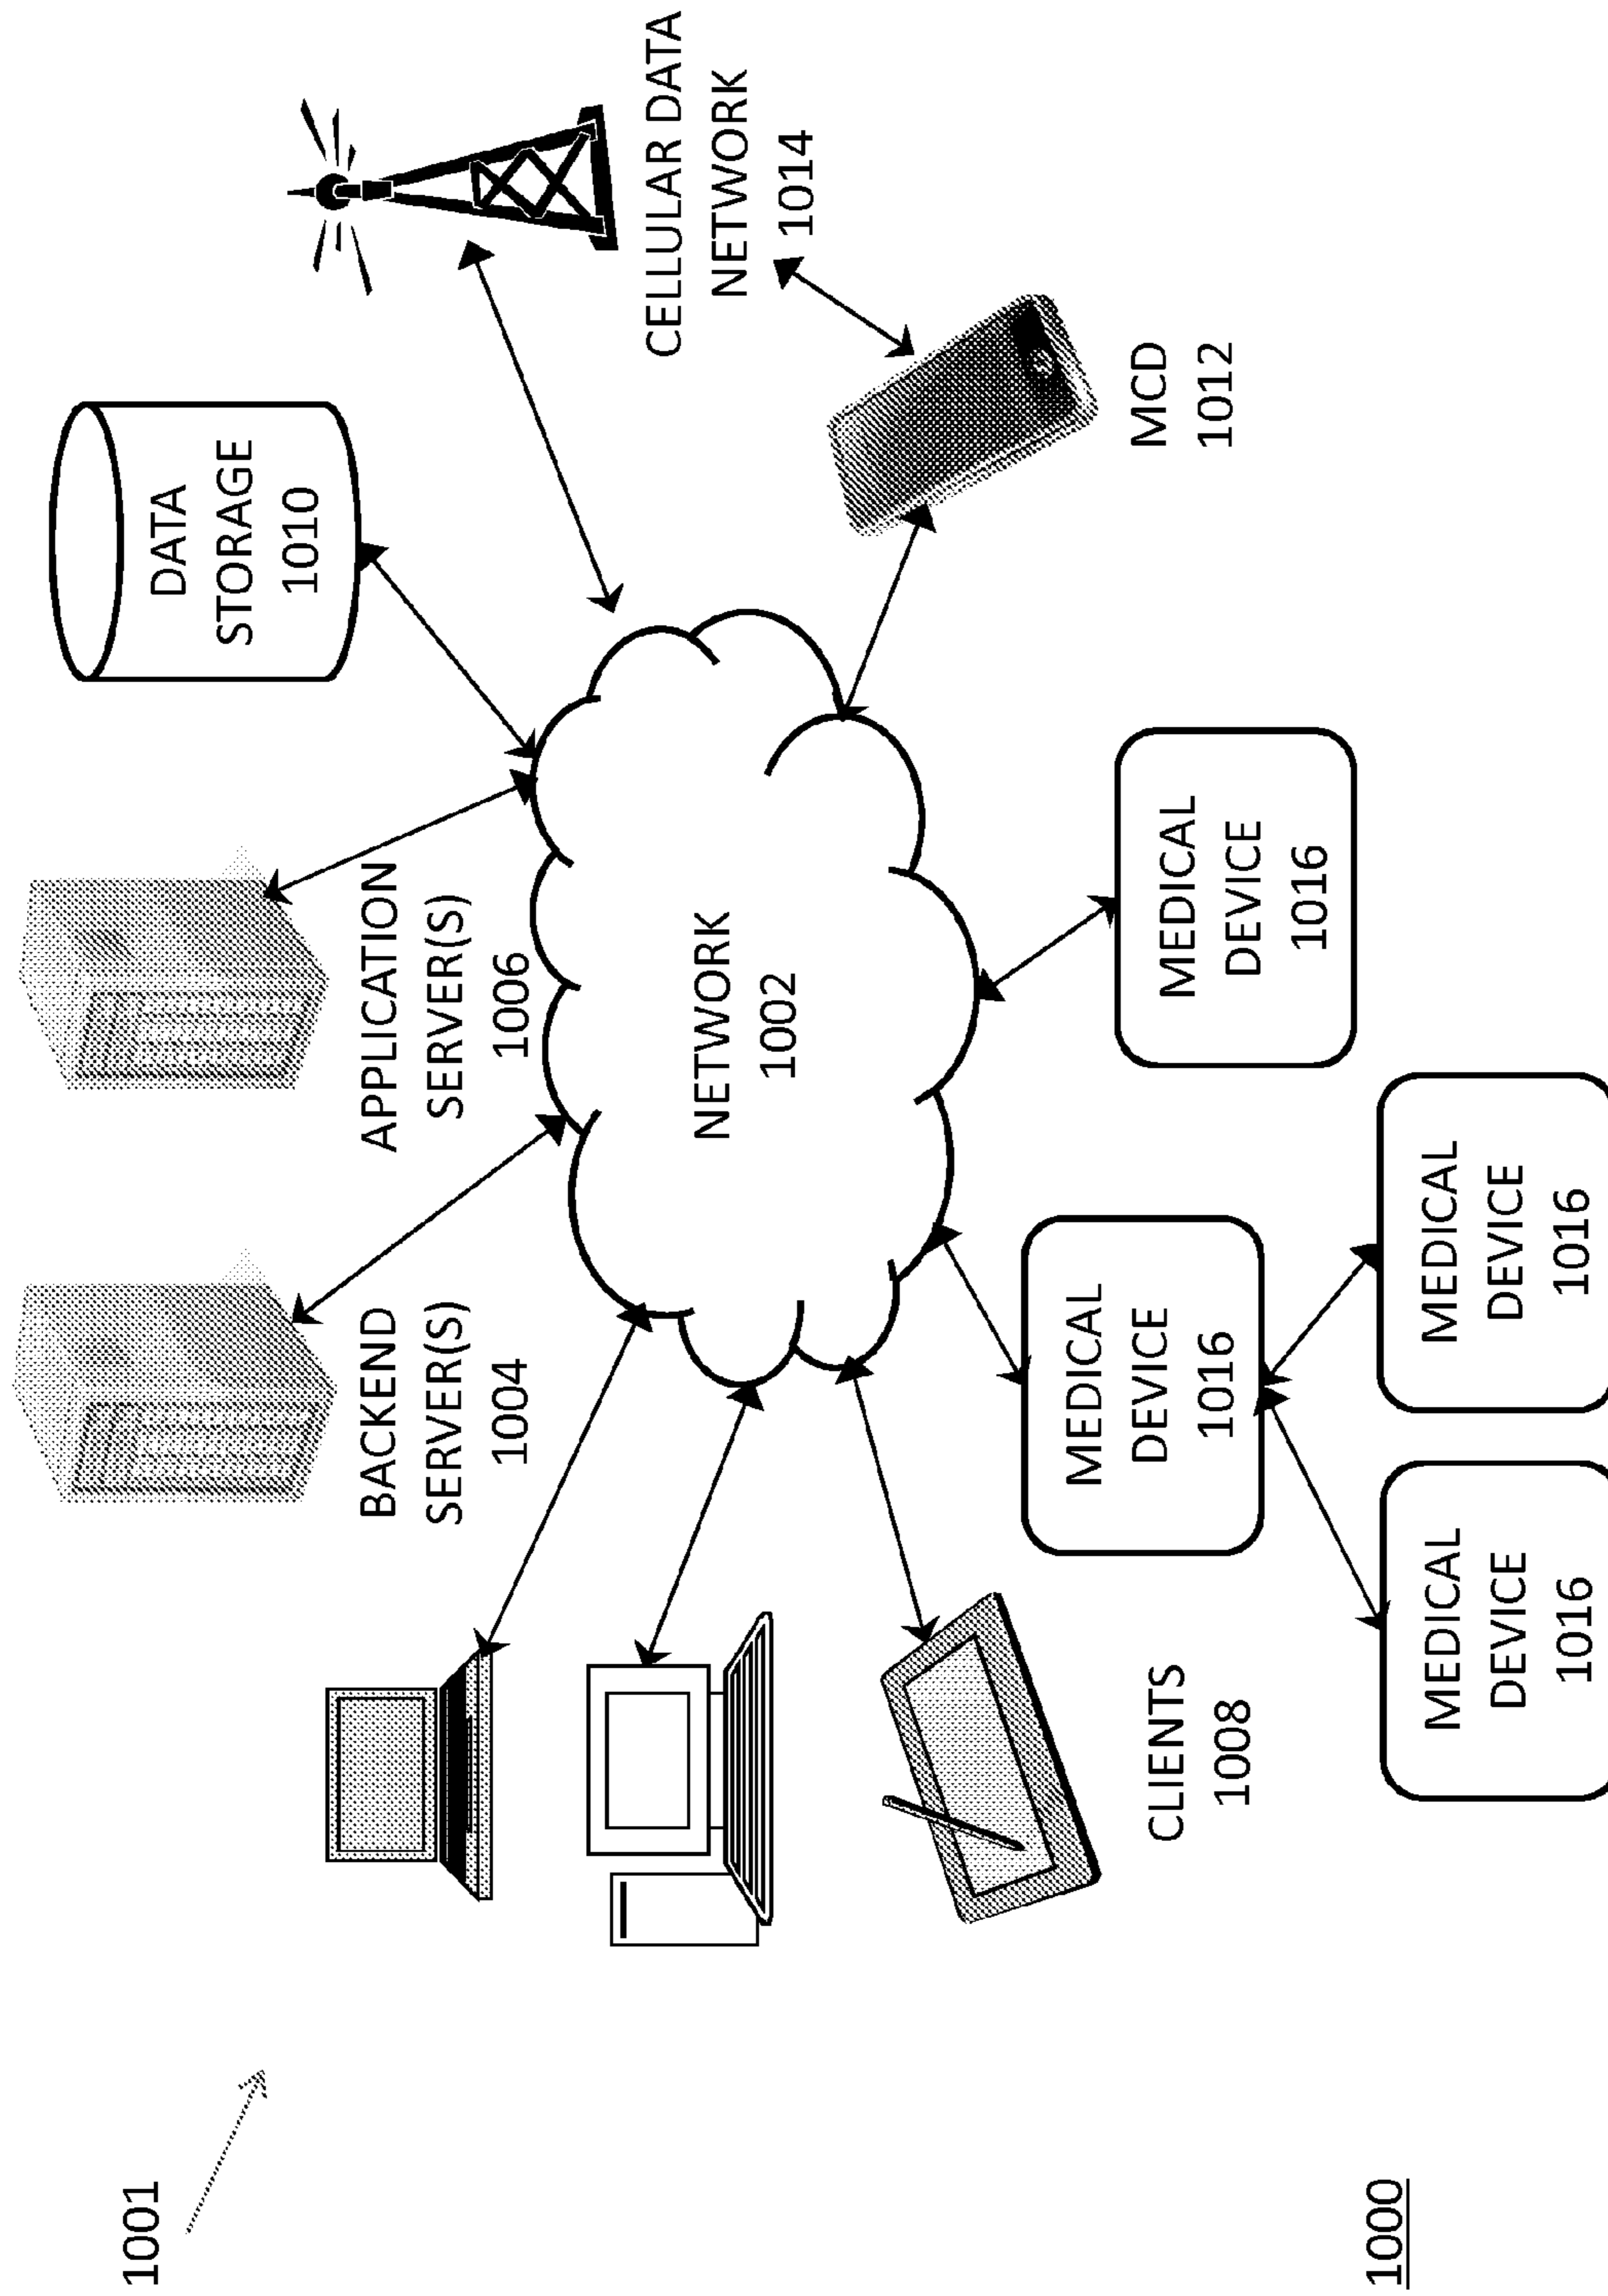 1001
BACKEND
SERVER(S)
1004
APPLICATION
SERVER(S)
1006
DATA
STORAGE
1010
CELLULAR DATA
NETWORK
1014
NETWORK
1002
MCD
1012
CLIENTS
1008
MEDICAL
DEVICE
1016
MEDICAL
DEVICE
1016
MEDICAL
DEVICE
1016
MEDICAL
DEVICE
1016
1000